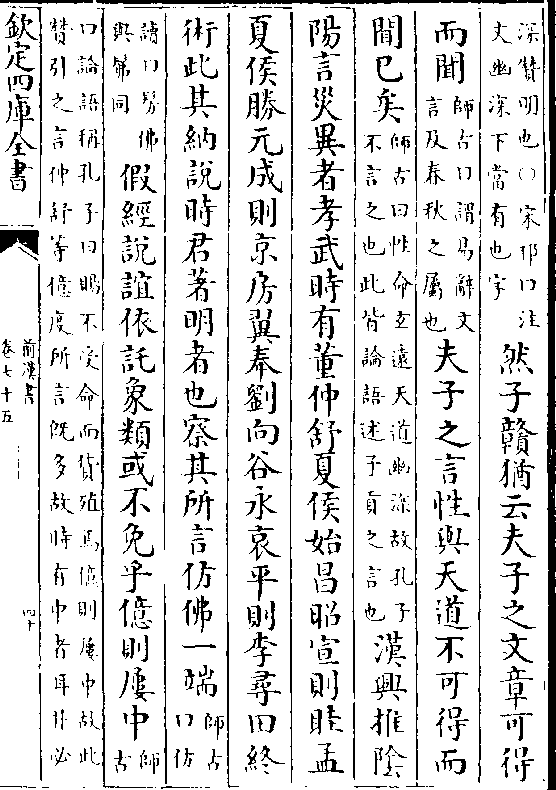 深贊明也〇宋祁曰注
文幽深下當有也字
然子贛猶云夫子之文章可得
而聞
師古曰謂易辭文
言及春秋之屬也
夫子之言性與天道不可得而
聞已矣
師古曰性命玄遠天道幽深故孔子
不言之也此皆論語述子貢之言也
漢興推陰
陽言災異者孝武時有董仲舒夏侯始昌昭宣則眭孟
夏侯勝元成則京房翼奉劉向谷永哀平則李尋田終
術此其納說時君著明者也察其所言仿佛一端
師古
曰仿
讀曰髣佛
與髴同
假經設誼依託象類或不免乎億則屢中
師
古
曰論語稱孔子曰賜不受命而貨殖焉億則屢中故此
贊引之言仲舒等億度所言既多故時有中者耳非必
欽定四庫全書
前漢書
卷七十五
四十